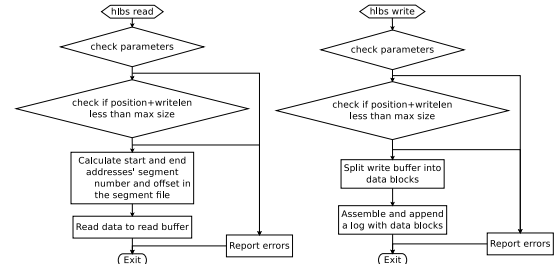 hlbs read
check parameters
check if position+writelen
less than max size
Calculate start and end
addresses' segment
number and offset in
the segment file
Read data to read buffer
Report errors
Exit
hlbs write
check parameters
check if position+writelen
less than max size
Split write buffer into
data blocks
Assemble and append
a log with data blocks
Report errors
Exit